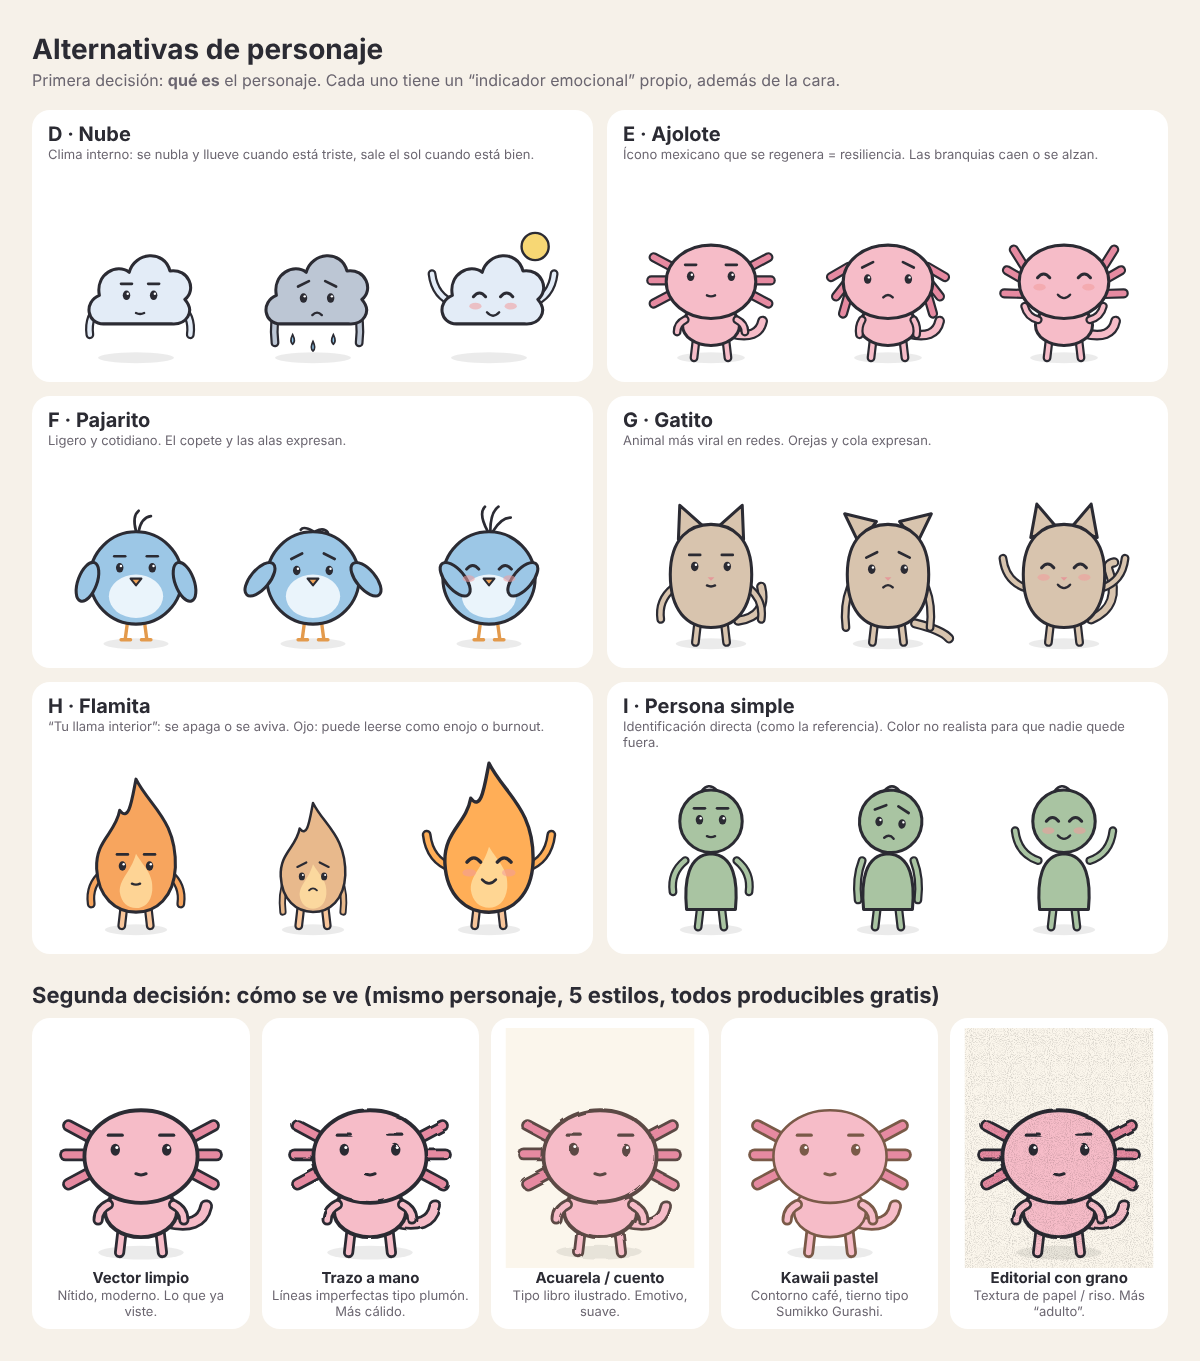 Alternativas de personaje
Primera decisión: qué es el personaje. Cada uno tiene un “indicador emocional” propio, además de la cara.
D · Nube
Clima interno: se nubla y llueve cuando está triste, sale el sol cuando está bien.
E · Ajolote
Ícono mexicano que se regenera = resiliencia. Las branquias caen o se alzan.
F · Pajarito
Ligero y cotidiano. El copete y las alas expresan.
G · Gatito
Animal más viral en redes. Orejas y cola expresan.
H · Flamita
“Tu llama interior”: se apaga o se aviva. Ojo: puede leerse como enojo o burnout.
I · Persona simple
Identificación directa (como la referencia). Color no realista para que nadie quede
fuera.
Segunda decisión: cómo se ve (mismo personaje, 5 estilos, todos producibles gratis)
Vector limpio
Nítido, moderno. Lo que ya
viste.
Trazo a mano
Líneas imperfectas tipo plumón.
Más cálido.
Acuarela / cuento
Tipo libro ilustrado. Emotivo,
suave.
Kawaii pastel
Contorno café, tierno tipo
Sumikko Gurashi.
Editorial con grano
Textura de papel / riso. Más
“adulto”.